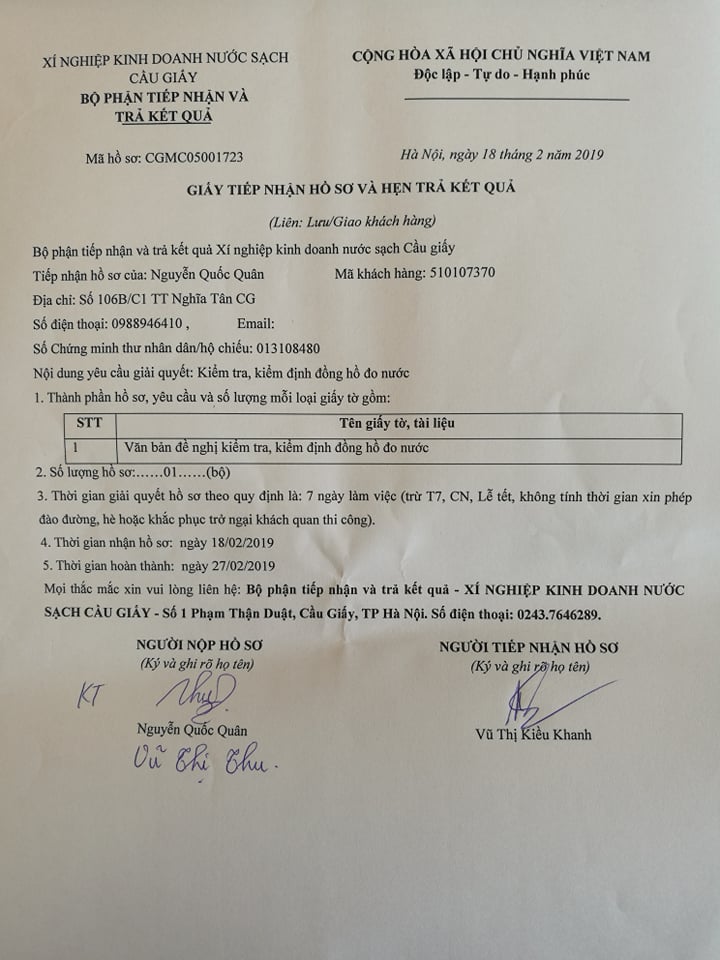 XÍ NGHIỆP KINH DOANH NƯỚC SẠCH
CẦU GIẤY
BỘ PHẬN TIẾP NHẬN VÀ
TRẢ KẾT QUẢ
CỘNG HÒA XÃ HỘI CHỦ NGHĨA VIỆT NAM
Độc lập - Tự do - Hạnh phúc
Mã hồ sơ: CGMC05001723
Hà Nội, ngày 18 tháng 2 năm 2019
GIẤY TIẾP NHẬN HỒ SƠ VÀ HẸN TRẢ KẾT QUẢ
(Liên: Lưu/Giao khách hàng)
Bộ phận tiếp nhận và trả kết quả Xí nghiệp kinh doanh nước sạch Cầu giấy
Tiếp nhận hồ sơ của: Nguyễn Quốc Quân Mã khách hàng: 510107370
Địa chỉ: Số 106B/C1 TT Nghĩa Tân CG
Số điện thoại: 0988946410 , Email:
Số Chứng minh thư nhân dân/hộ chiếu: 013108480
Nội dung yêu cầu giải quyết: Kiểm tra, kiểm định đồng hồ đo nước
1. Thành phần hồ sơ, yêu cầu và số lượng mỗi loại giấy tờ gồm:
STT Tên giấy tờ, tài liệu
1 Văn bản đề nghị kiểm tra, kiểm định đồng hồ đo nước
2. Số lượng hồ sơ:......01......(bộ)
3. Thời gian giải quyết hồ sơ theo quy định là: 7 ngày làm việc (trừ T7, CN, Lễ tết, không tính thời gian xin phép
đào đường, hè hoặc khắc phục trở ngại khách quan thi công).
4. Thời gian nhận hồ sơ: ngày 18/02/2019
5. Thời gian hoàn thành: ngày 27/02/2019
Mọi thắc mắc xin vui lòng liên hệ: Bộ phận tiếp nhận và trả kết quả - XÍ NGHIỆP KINH DOANH NƯỚC
SẠCH CẦU GIẤY - Số 1 Phạm Thận Duật, Cầu Giấy, TP Hà Nội. Số điện thoại: 0243.7646289.
NGƯỜI NỘP HỒ SƠ
(Ký và ghi rõ họ tên)
KT
Nguyễn Quốc Quân
Vũ Thị Thu.
NGƯỜI TIẾP NHẬN HỒ SƠ
(Ký và ghi rõ họ tên)
Vũ Thị Kiều Khanh